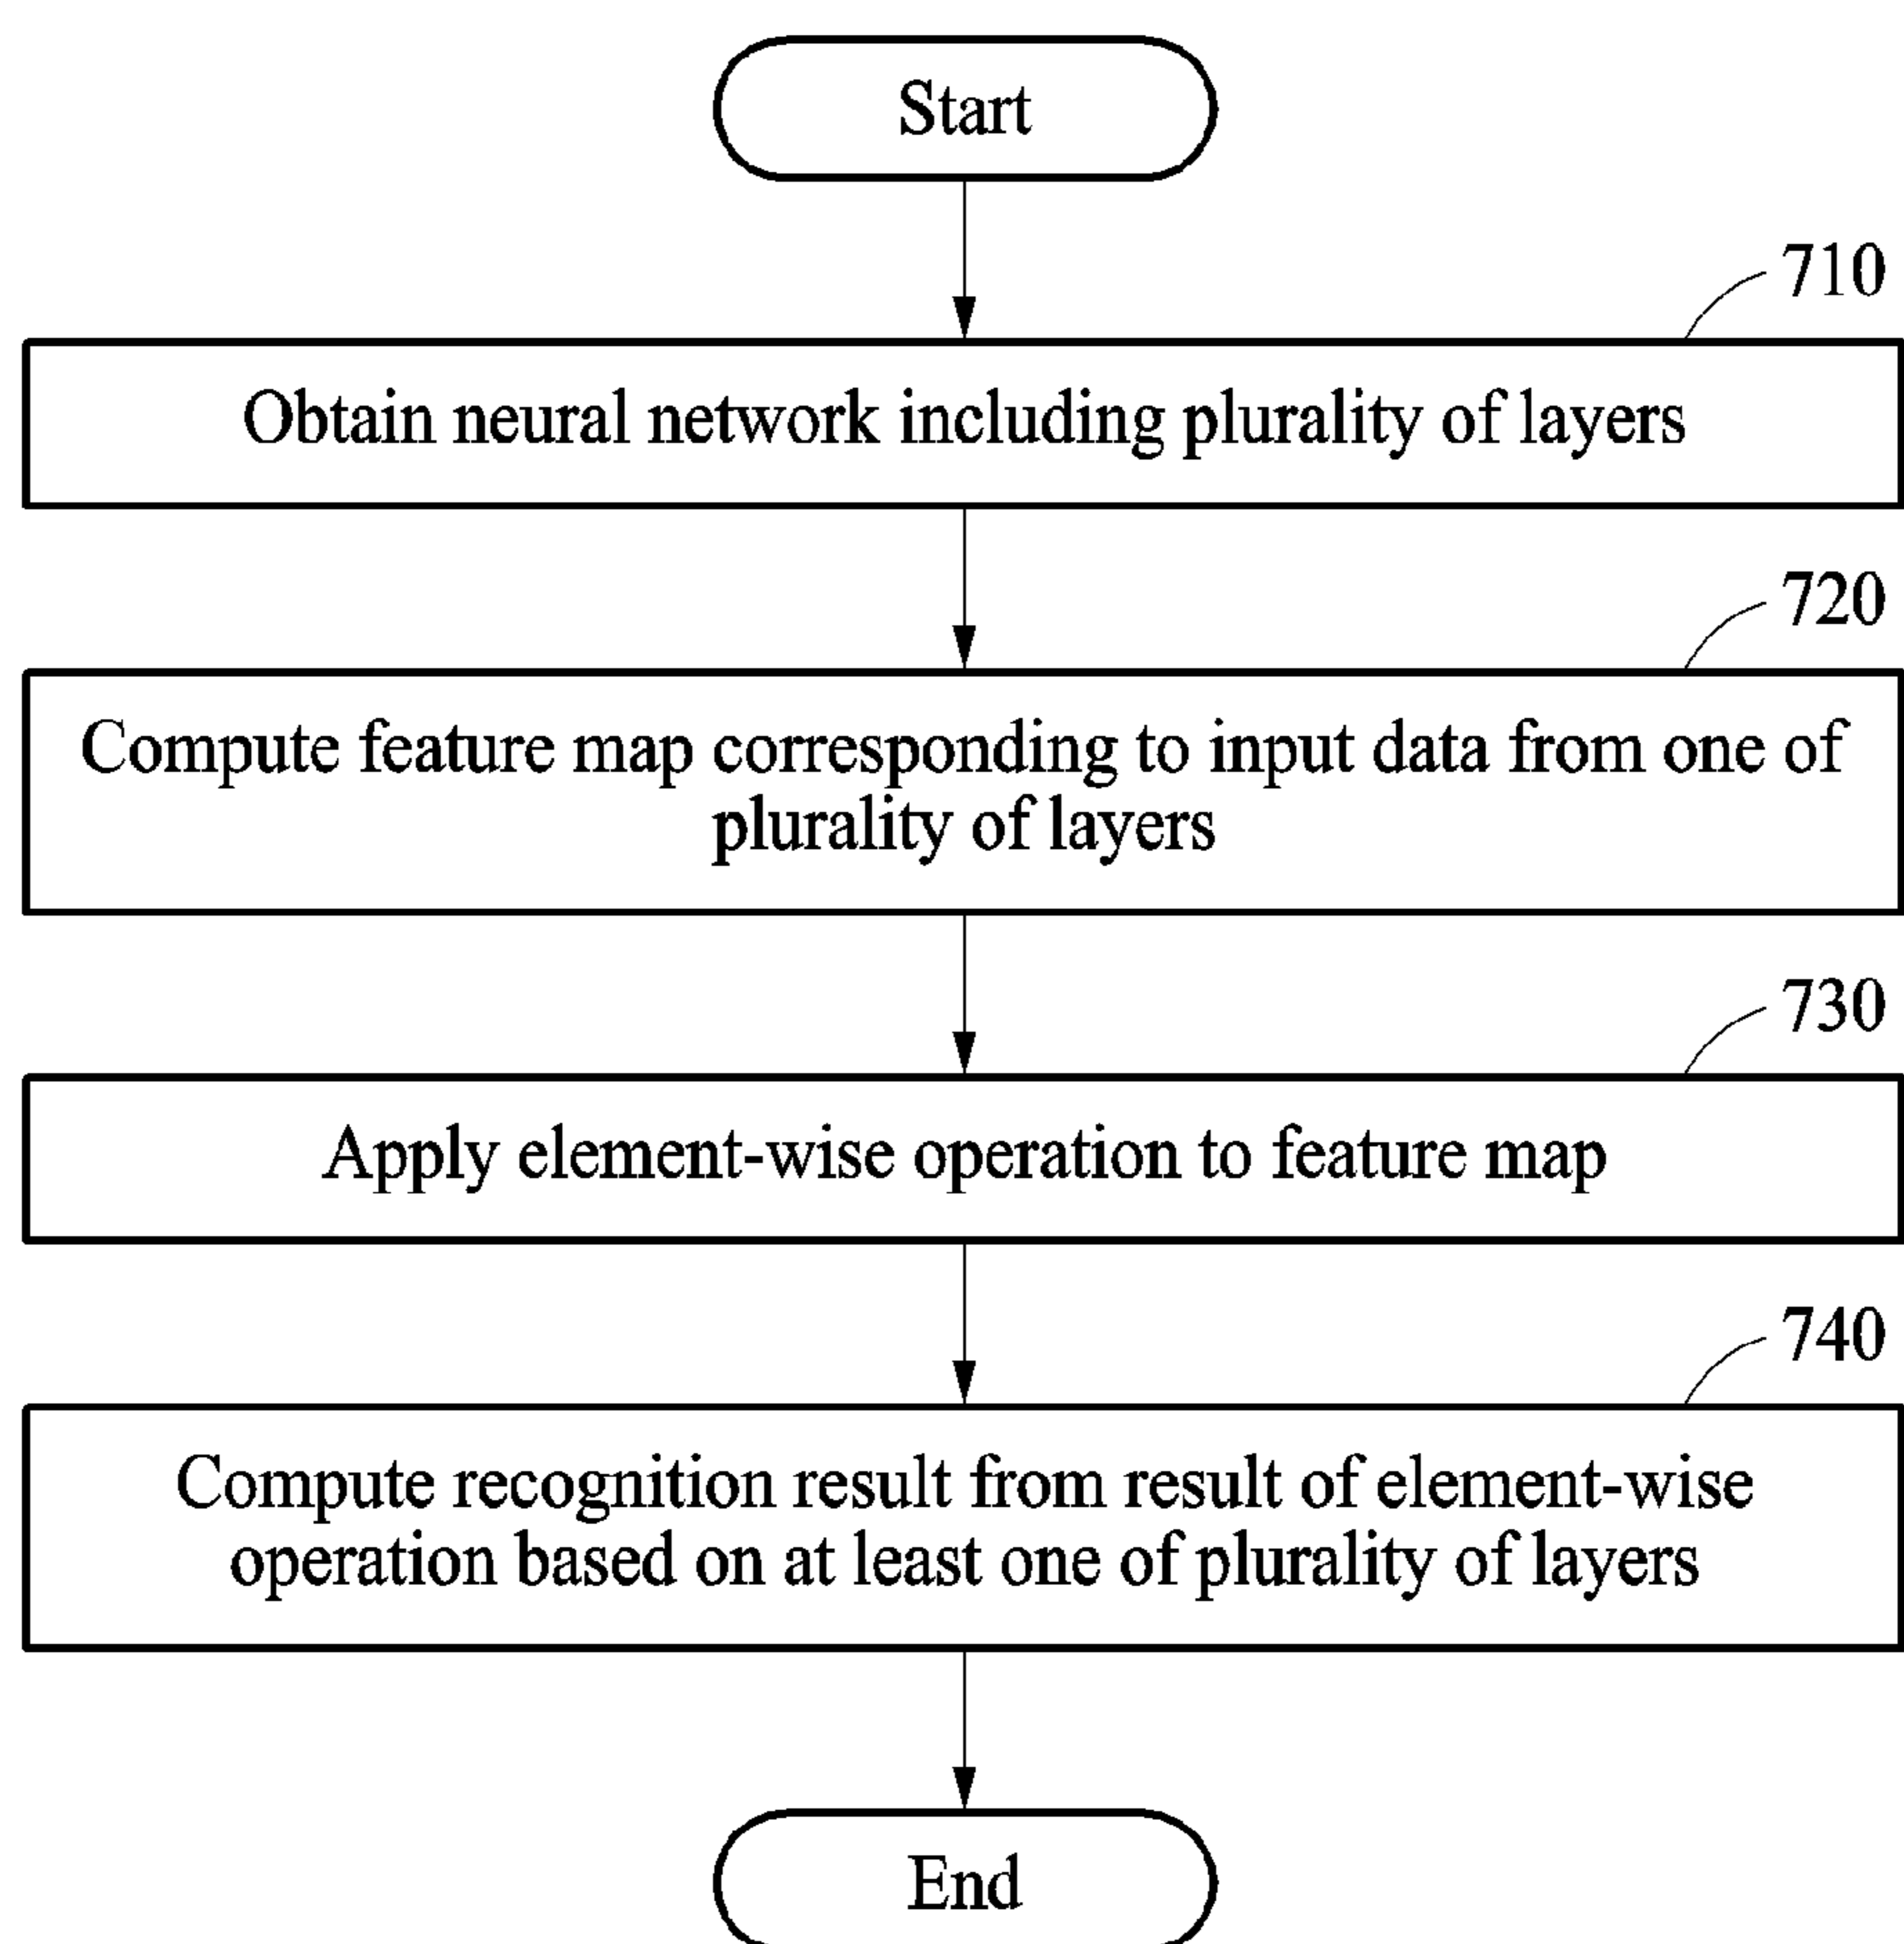 Start
710
Obtain neural network including plurality of layers
720
Compute feature map corresponding to input data from one of
plurality of layers
730
Apply element-wise operation to feature map
740
Compute recognition result from result of element-wise
operation based on at least one of plurality of layers
End